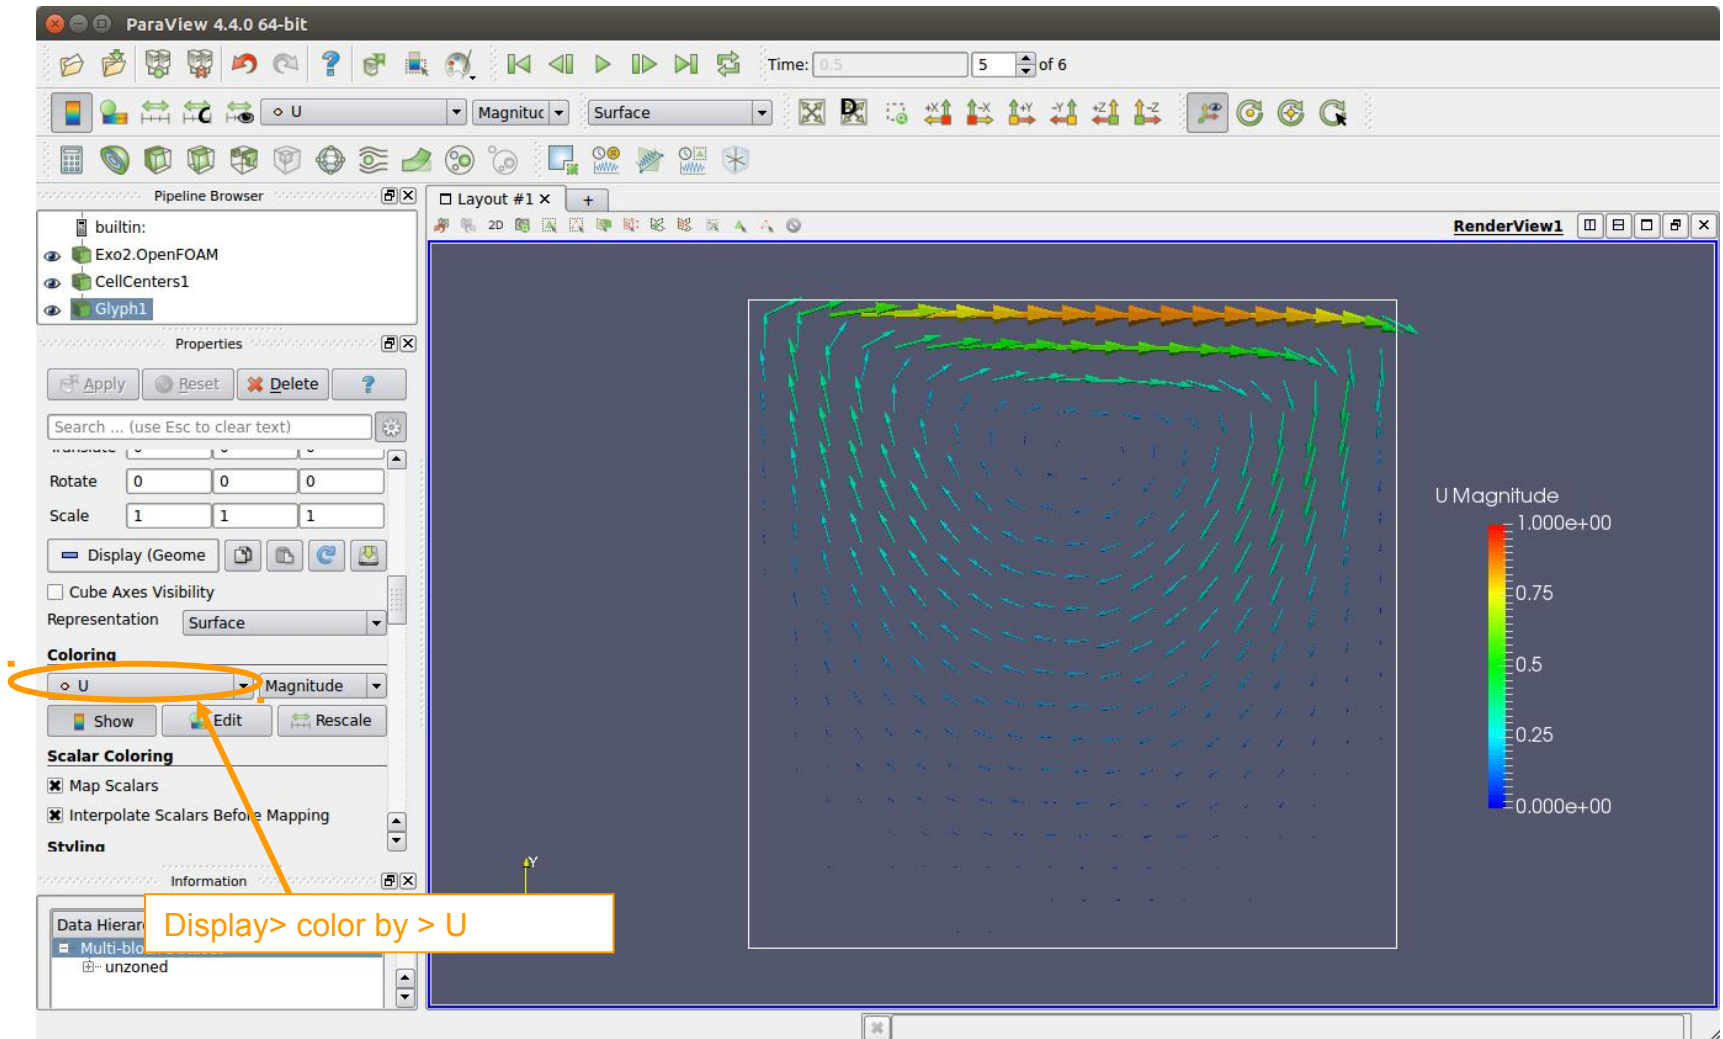 ParaView 4.4.0 64-bit
Time: 0.5 5 of 6
U Magnituc Surface
D +X -X +Y -Y +Z -Z
Pipeline Browser
builtin:
Exo2.OpenFOAM
CellCenters1
Glyph1
Properties
Apply Reset Delete ?
Search ... (use Esc to clear text)
Translate 0 0 0
Rotate 0 0 0
Scale 1 1 1
Display (Geome
Cube Axes Visibility
Representation Surface
Coloring
U Magnitude
Show Edit Rescale
Scalar Coloring
Map Scalars
Interpolate Scalars Before Mapping
Styling
Information
Data Hierar
Multi-blo
unzoned
Display> color by > U
Layout #1 × +
2D
RenderView1
U Magnitude
1.000e+00
0.75
0.5
0.25
0.000e+00
Y